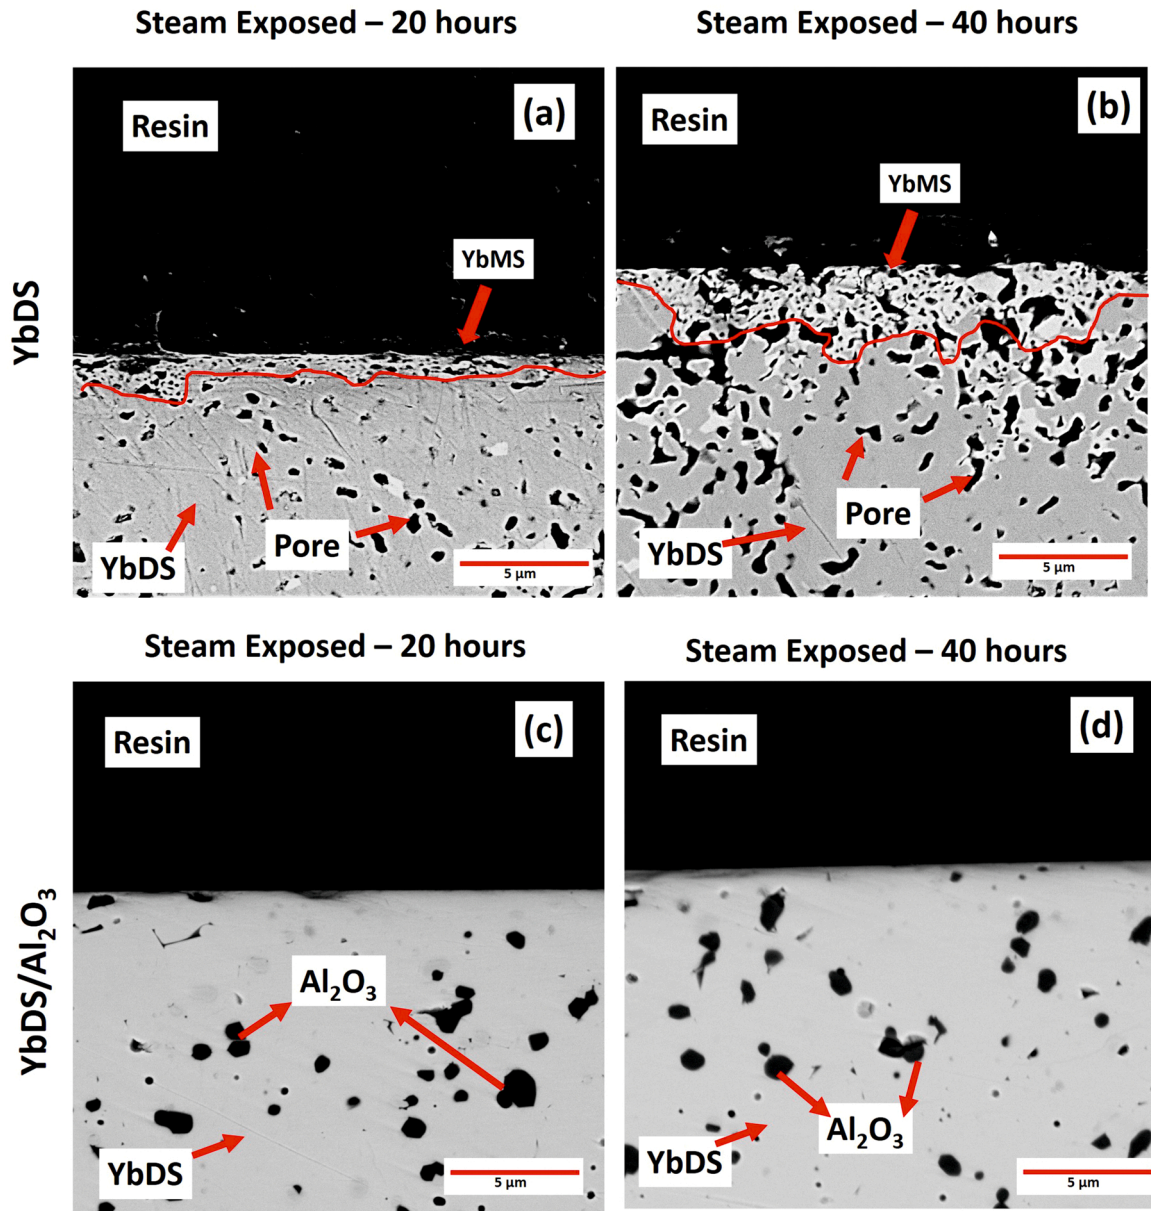 Steam Exposed – 20 hours
Steam Exposed – 40 hours
YbDS
Resin
(a)
YbMS
YbDS
Pore
5 µm
Resin
(b)
YbMS
YbDS
Pore
5 µm
Steam Exposed – 20 hours
Steam Exposed – 40 hours
YbDS/Al₂O₃
Resin
(c)
Al₂O₃
YbDS
5 µm
Resin
(d)
Al₂O₃
YbDS
5 µm